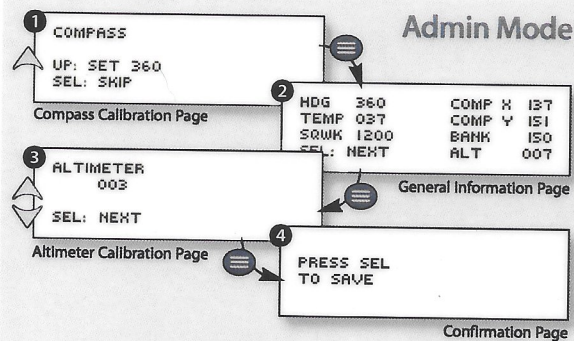 Admin Mode
1
COMPASS
UP: SET 360
SEL: SKIP
Compass Calibration Page
2
HDG 360 COMP X 137
TEMP 037 COMP Y 151
SQWK 1200 BANK 150
SEL: NEXT ALT 007
General Information Page
3
ALTIMETER
003
SEL: NEXT
Altimeter Calibration Page
4
PRESS SEL
TO SAVE
Confirmation Page